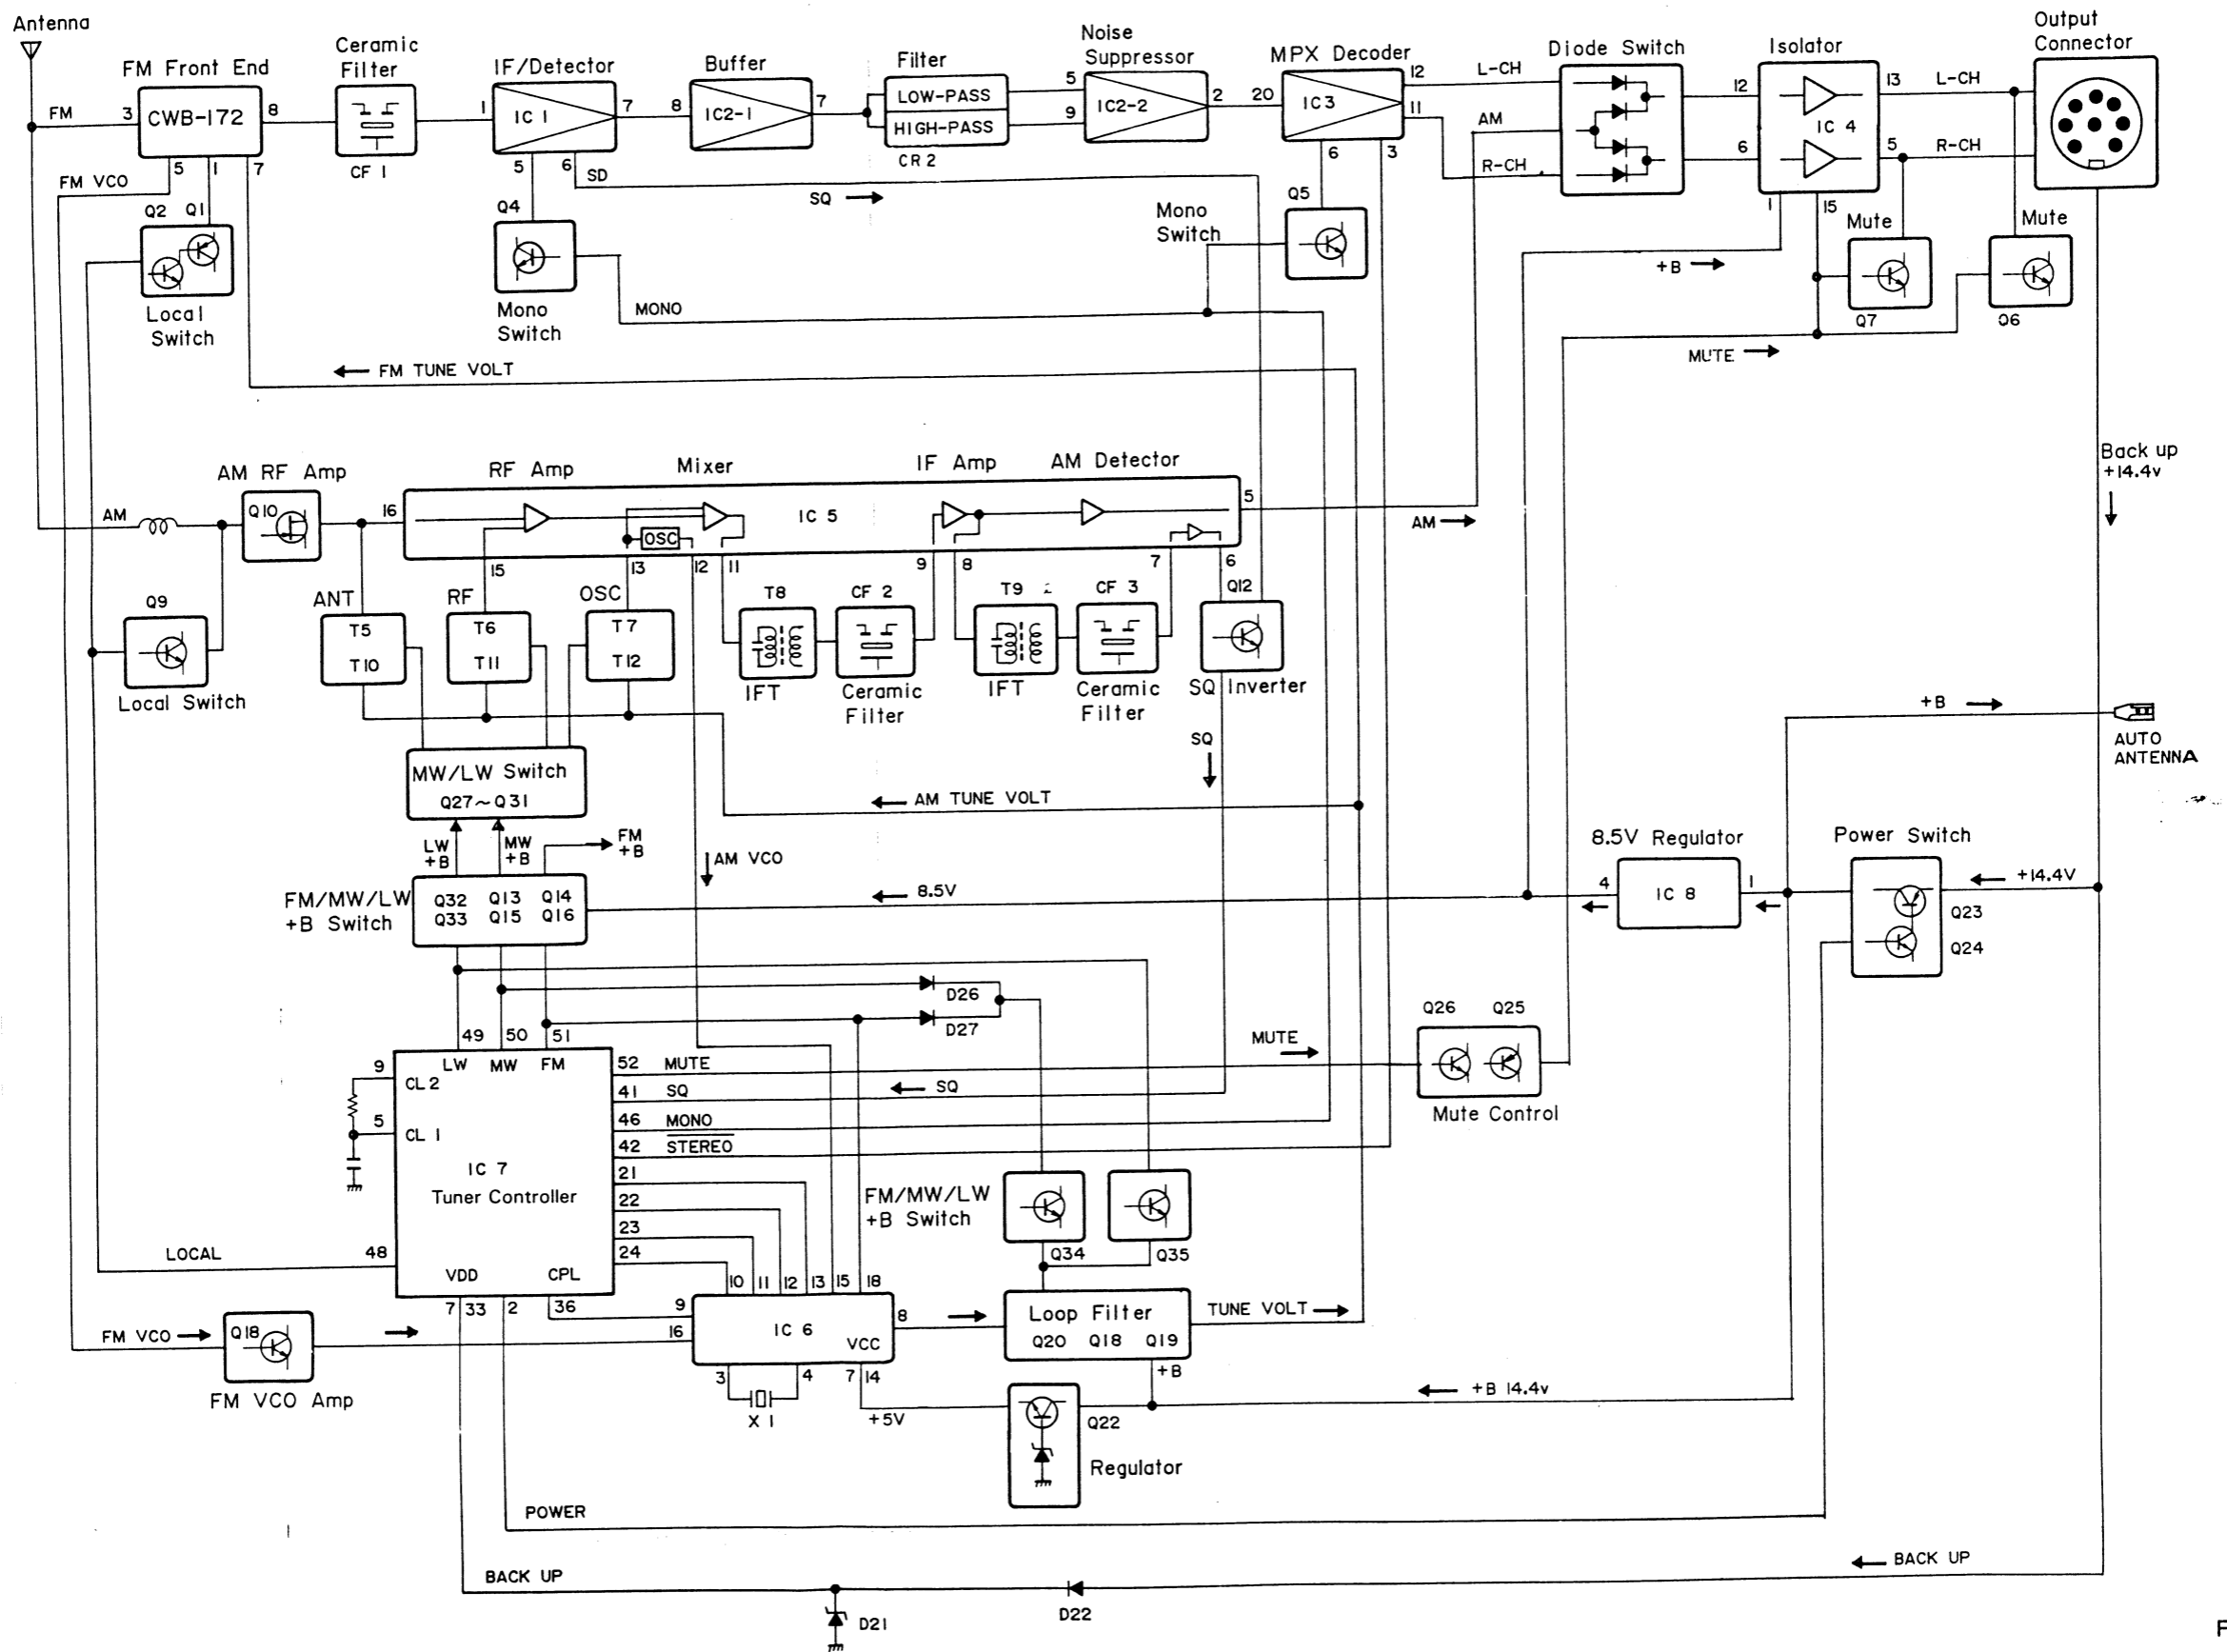 Antenna
FM
FM Front End
3
CWB-172
8
5
1
7
FM VCO
Q2
Q1
Local
Switch
Ceramic
Filter
CF 1
IF/Detector
1
IC 1
7
5
6
SD
SQ
Q4
Mono
Switch
MONO
Buffer
8
IC2-1
7
Filter
LOW-PASS
HIGH-PASS
CR2
Noise
Suppressor
5
9
IC2-2
2
MPX Decoder
20
IC3
12
11
6
3
Q5
Mono
Switch
L-CH
AM
R-CH
Diode Switch
Isolator
12
6
IC 4
13
5
1
15
L-CH
R-CH
Output
Connector
Mute
Q7
Mute
Q6
+B
MUTE
FM TUNE VOLT
Back up
+14.4v
AM RF Amp
AM
Q10
16
RF Amp
Mixer
IF Amp
AM Detector
IC 5
OSC
5
AM
15
13
12
11
9
8
7
6
Q9
Local Switch
ANT
T5
T10
RF
T6
T11
OSC
T7
T12
T8
IFT
CF 2
Ceramic
Filter
T9
IFT
CF 3
Ceramic
Filter
Q12
SQ Inverter
SQ
MW/LW Switch
Q27~Q31
AM TUNE VOLT
LW
+B
MW
+B
FM
+B
AM VCO
FM/MW/LW
+B Switch
Q32 Q13 Q14
Q33 Q15 Q16
8.5V
8.5V Regulator
4
IC 8
1
Power Switch
+14.4V
Q23
Q24
+B
AUTO
ANTENNA
D26
D27
49
50
51
LW
MW
FM
9
CL2
5
CL1
IC 7
Tuner Controller
52
MUTE
41
SQ
46
MONO
42
STEREO
21
22
23
24
MUTE
SQ
Q26
Q25
Mute Control
LOCAL
48
VDD
CPL
7
33
2
36
FM/MW/LW
+B Switch
Q34
Q35
10
11
12
13
15
18
9
16
IC 6
VCC
8
3
4
7
14
X1
+5V
FM VCO
Q18
FM VCO Amp
Loop Filter
Q20 Q18 Q19
TUNE VOLT
+B
+B 14.4v
Q22
Regulator
POWER
BACK UP
BACK UP
D21
D22
F